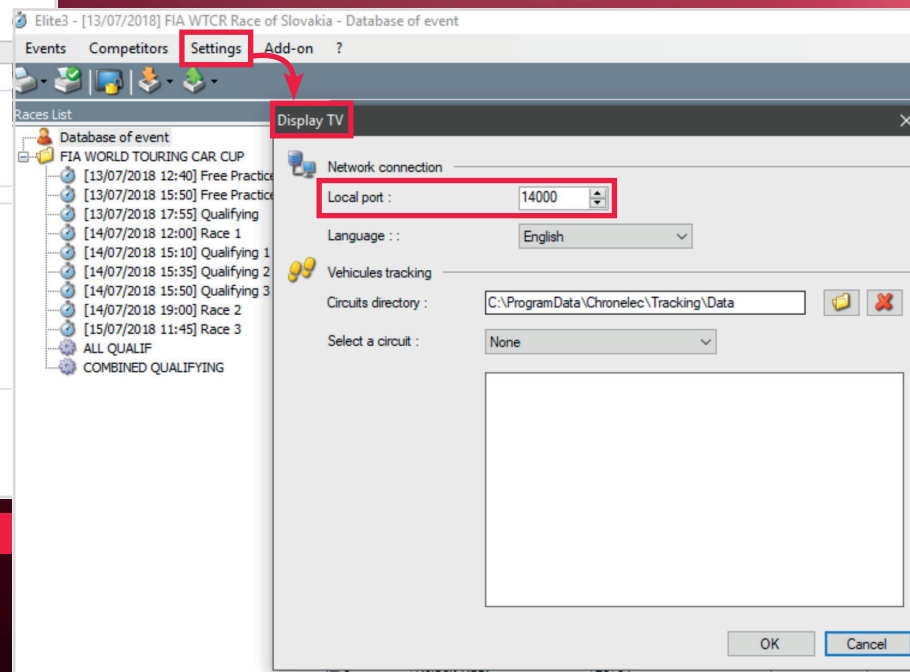 Elite3 - [13/07/2018] FIA WTCR Race of Slovakia - Database of event
Events Competitors Settings Add-on ?
Races List
Database of event
FIA WORLD TOURING CAR CUP
[13/07/2018 12:40] Free Practice
[13/07/2018 15:50] Free Practice
[13/07/2018 17:55] Qualifying
[14/07/2018 12:00] Race 1
[14/07/2018 15:10] Qualifying 1
[14/07/2018 15:35] Qualifying 2
[14/07/2018 15:50] Qualifying 3
[14/07/2018 19:00] Race 2
[15/07/2018 11:45] Race 3
ALL QUALIF
COMBINED QUALIFYING
Display TV
Network connection
Local port : 14000
Language : : English
Vehicules tracking
Circuits directory : C:\ProgramData\Chronelec\Tracking\Data
Select a circuit : None
OK Cancel